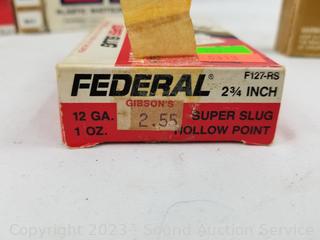 FEDERAL®
F127-RS
2¾ INCH
GIBSON'S
12 GA. 2.55 SUPER SLUG
1 OZ. HOLLOW POINT
Copyright 2023 - Sound Auction Service